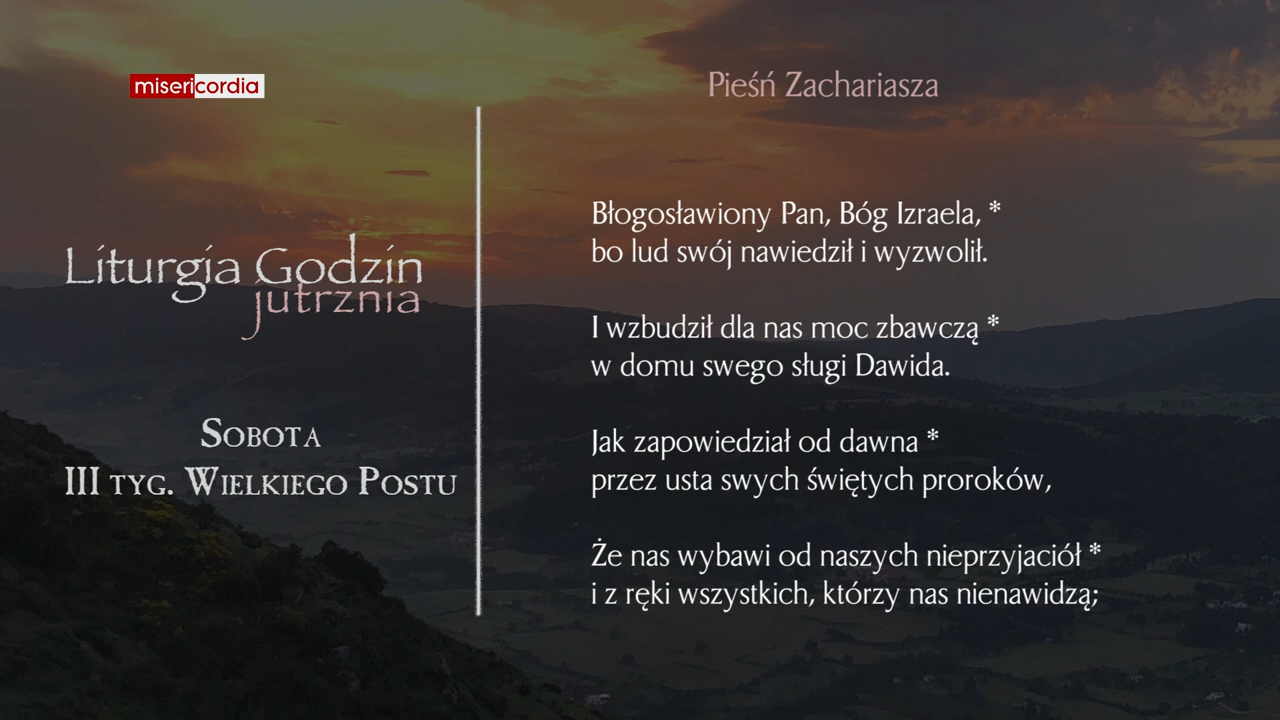 misericordia
Liturgia Godzin
jutrznia
Sobota
III tyg. Wielkiego Postu
Pieśń Zachariasza
Błogosławiony Pan, Bóg Izraela, *
bo lud swój nawiedził i wyzwolił.
I wzbudził dla nas moc zbawczą *
w domu swego sługi Dawida.
Jak zapowiedział od dawna *
przez usta swych świętych proroków,
Że nas wybawi od naszych nieprzyjaciół *
i z ręki wszystkich, którzy nas nienawidzą;